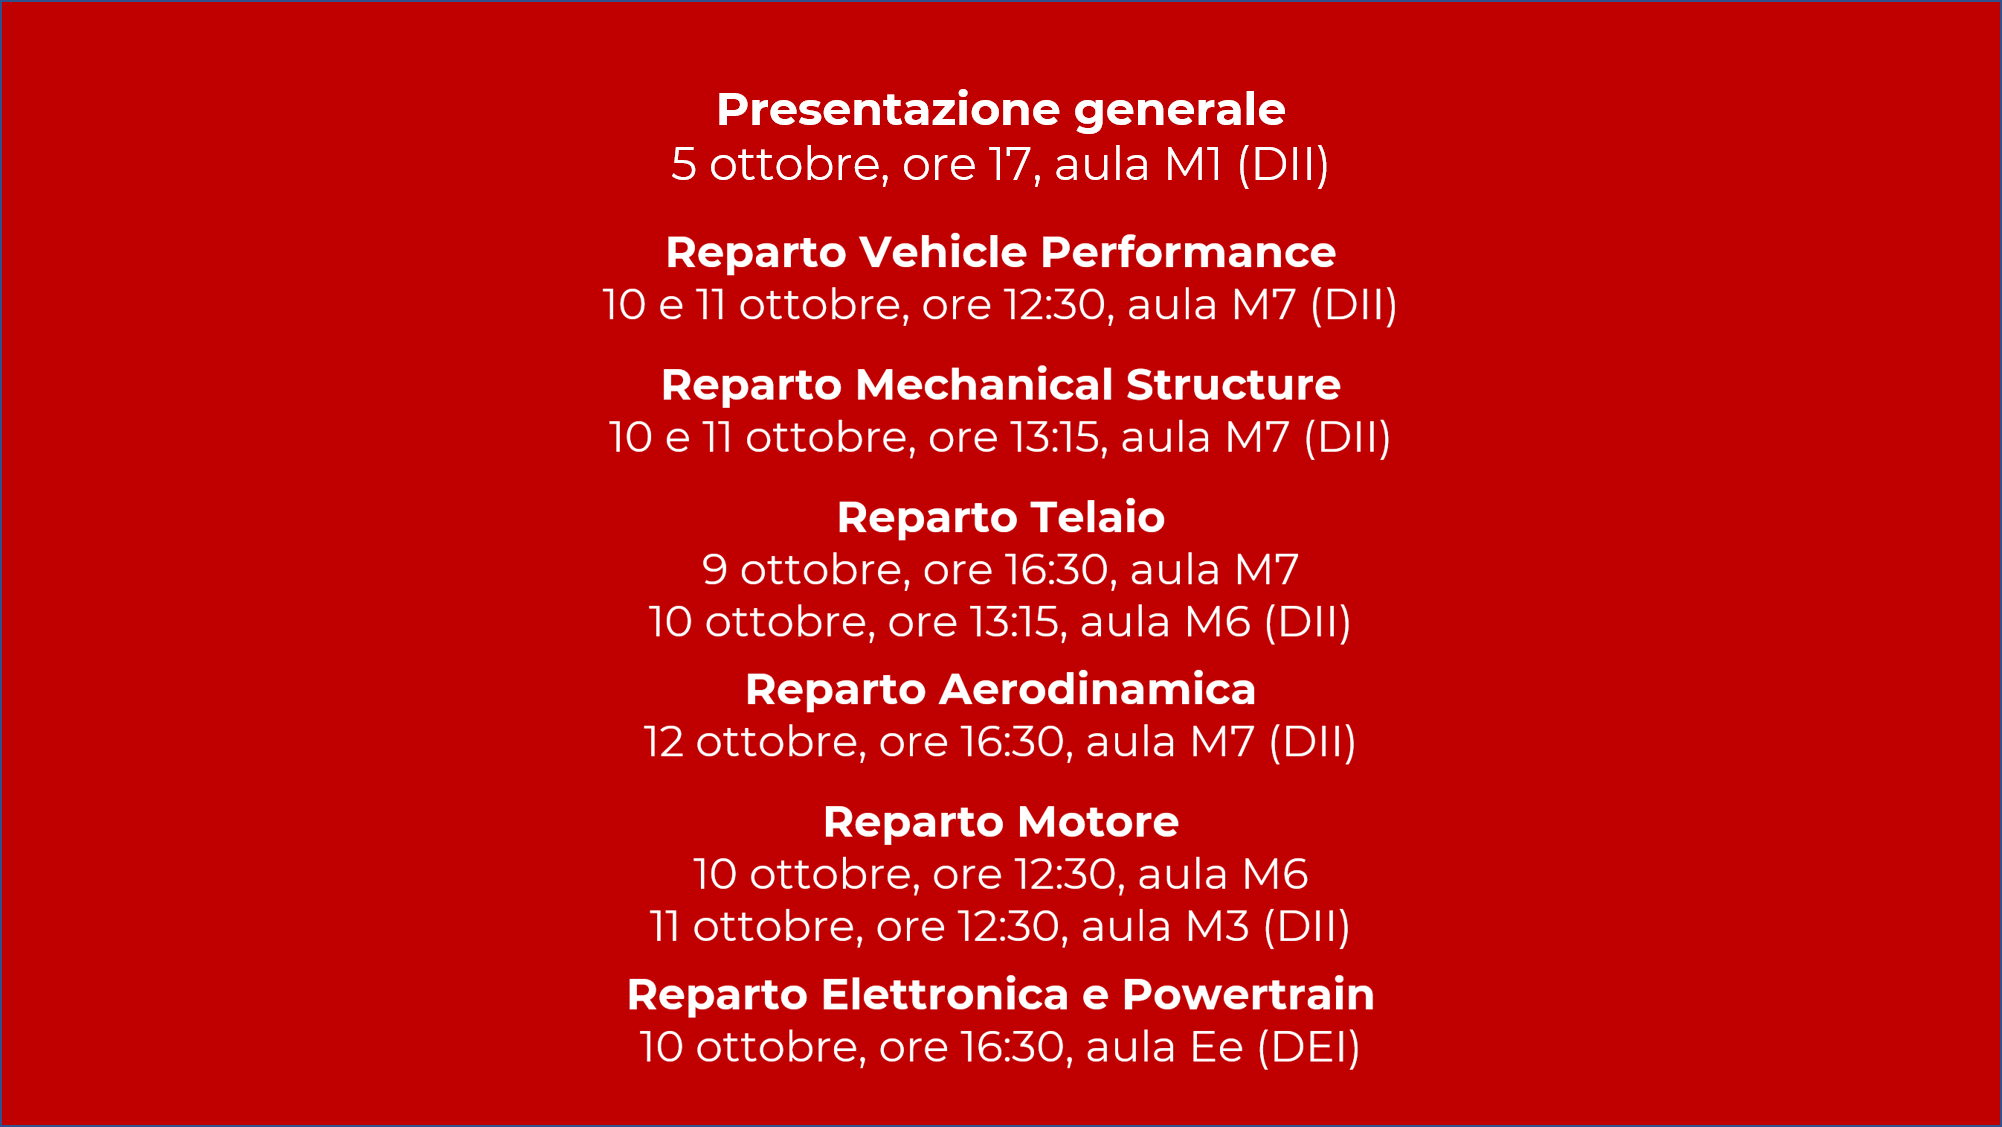 Presentazione generale
5 ottobre, ore 17, aula M1 (DII)
Reparto Vehicle Performance
10 e 11 ottobre, ore 12:30, aula M7 (DII)
Reparto Mechanical Structure
10 e 11 ottobre, ore 13:15, aula M7 (DII)
Reparto Telaio
9 ottobre, ore 16:30, aula M7
10 ottobre, ore 13:15, aula M6 (DII)
Reparto Aerodinamica
12 ottobre, ore 16:30, aula M7 (DII)
Reparto Motore
10 ottobre, ore 12:30, aula M6
11 ottobre, ore 12:30, aula M3 (DII)
Reparto Elettronica e Powertrain
10 ottobre, ore 16:30, aula Ee (DEI)